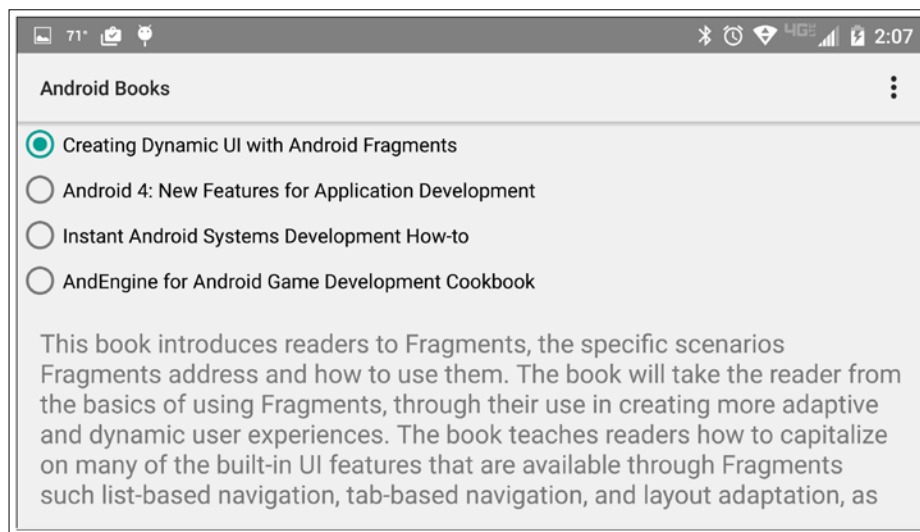 71° 4G 2:07
Android Books
Creating Dynamic UI with Android Fragments
Android 4: New Features for Application Development
Instant Android Systems Development How-to
AndEngine for Android Game Development Cookbook
This book introduces readers to Fragments, the specific scenarios
Fragments address and how to use them. The book will take the reader from
the basics of using Fragments, through their use in creating more adaptive
and dynamic user experiences. The book teaches readers how to capitalize
on many of the built-in UI features that are available through Fragments
such list-based navigation, tab-based navigation, and layout adaptation, as